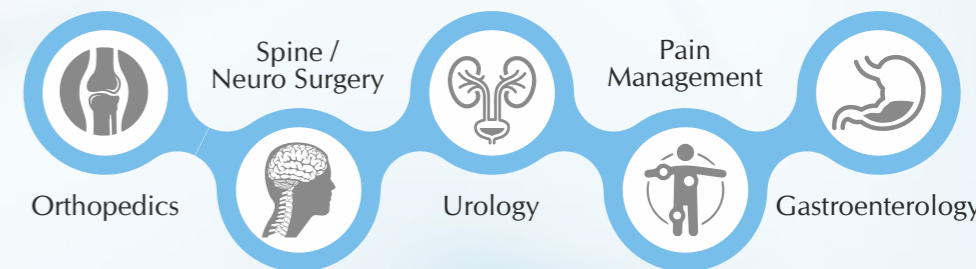 Orthopedics
Spine /
Neuro Surgery
Urology
Pain
Management
Gastroenterology